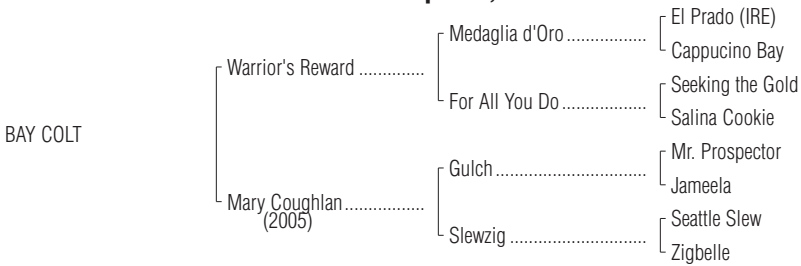 El Prado (IRE)
Medaglia d'Oro .................
Cappucino Bay
Warrior's Reward ..............
Seeking the Gold
For All You Do ..................
Salina Cookie
BAY COLT
Mr. Prospector
Gulch ................................
Jameela
Mary Coughlan .................
(2005)
Seattle Slew
Slewzig .............................
Zigbelle